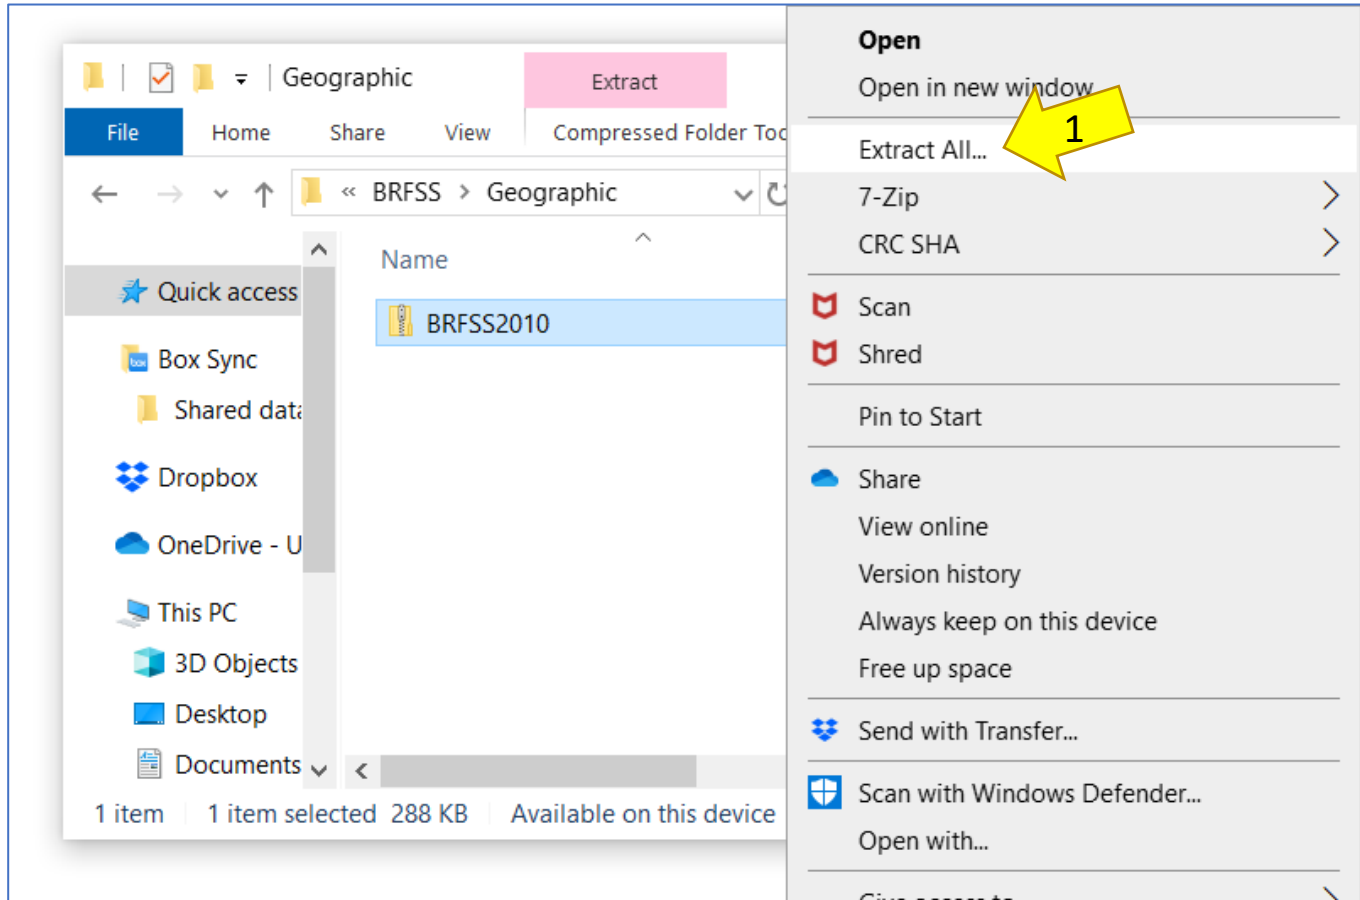 Geographic
Extract
File
Home
Share
View
Compressed Folder Too
« BRFSS > Geographic
Name
Quick access
BRFSS2010
box
Box Sync
Shared data
Dropbox
OneDrive - U
This PC
3D Objects
Desktop
Documents
1 item
1 item selected 288 KB
Available on this device
Open
Open in new window
Extract All...
1
7-Zip
CRC SHA
Scan
Shred
Pin to Start
Share
View online
Version history
Always keep on this device
Free up space
Send with Transfer...
Scan with Windows Defender...
Open with...
Give access to